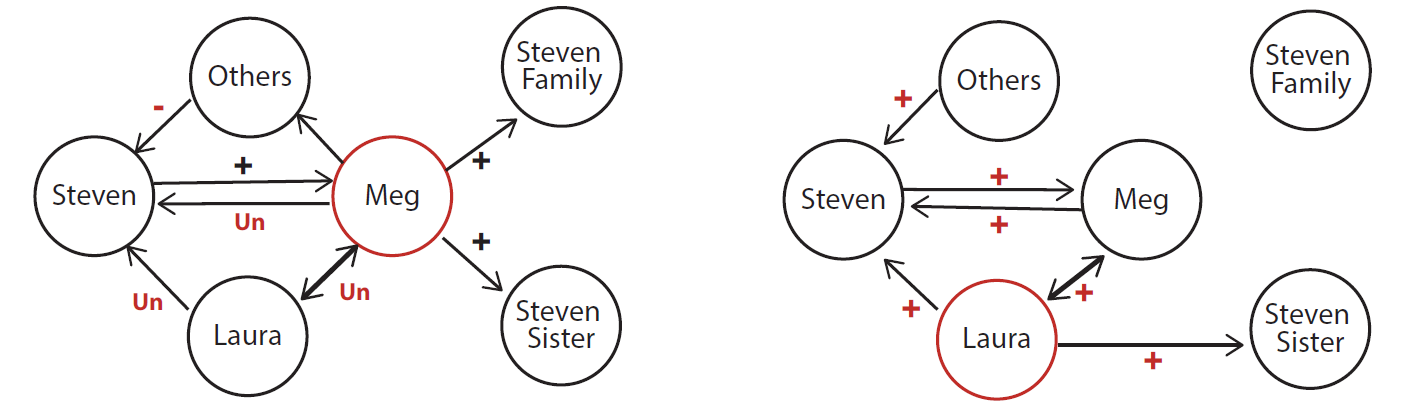 Others
Steven
Family
-
+
+
Steven
Meg
Un
+
Un
Un
Laura
Steven
Sister
Others
Steven
Family
+
+
Steven
Meg
+
+
+
Laura
Steven
Sister
+